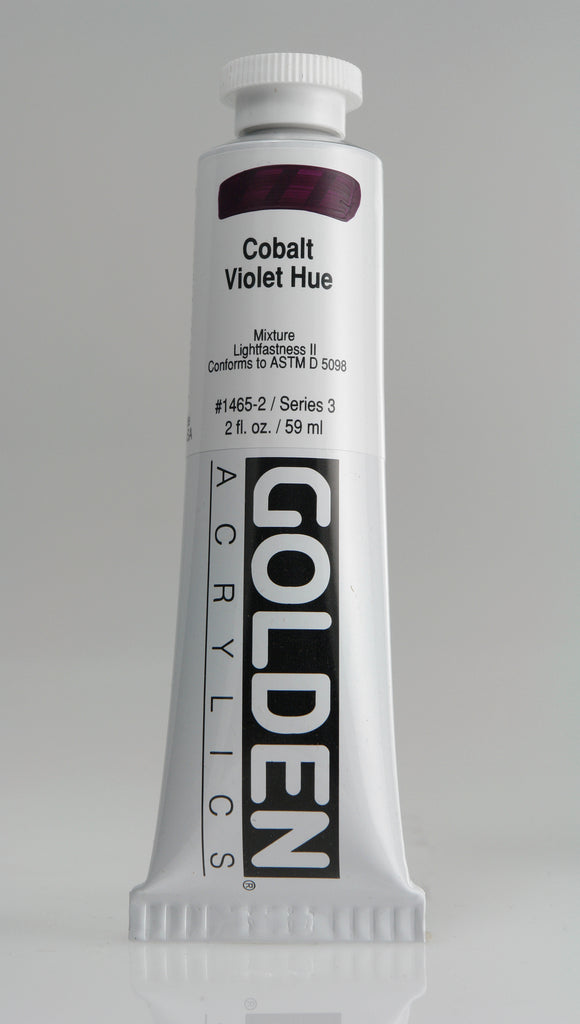 Cobalt
Violet Hue
Mixture
Lightfastness II
Conforms to ASTM D 5098
#1465-2 / Series 3
2 fl. oz. / 59 ml
GOLDEN®
ACRYLICS